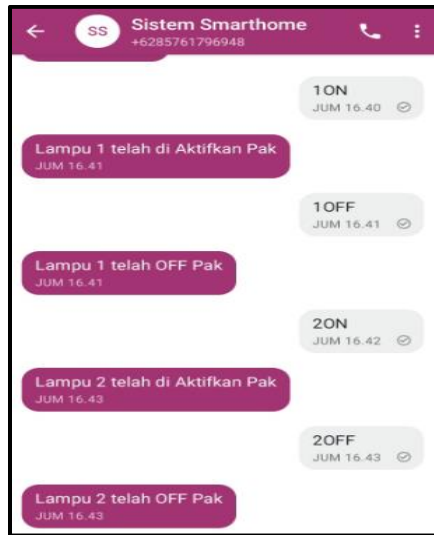 SS
Sistem Smarthome
+6285761796948
1ON
JUM 16.40
Lampu 1 telah di Aktifkan Pak
JUM 16.41
1OFF
JUM 16.41
Lampu 1 telah OFF Pak
JUM 16.41
2ON
JUM 16.42
Lampu 2 telah di Aktifkan Pak
JUM 16.43
2OFF
JUM 16.43
Lampu 2 telah OFF Pak
JUM 16.43